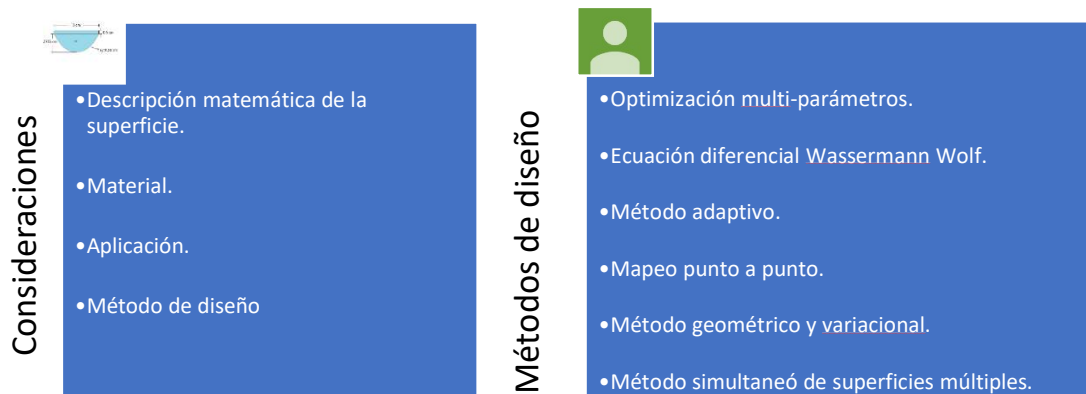 Consideraciones
•Descripción matemática de la
superficie.
•Material.
•Aplicación.
•Método de diseño
Métodos de diseño
•Optimización multi-parámetros.
•Ecuación diferencial Wassermann Wolf.
•Método adaptivo.
•Mapeo punto a punto.
•Método geométrico y variacional.
•Método simultaneó de superficies múltiples.